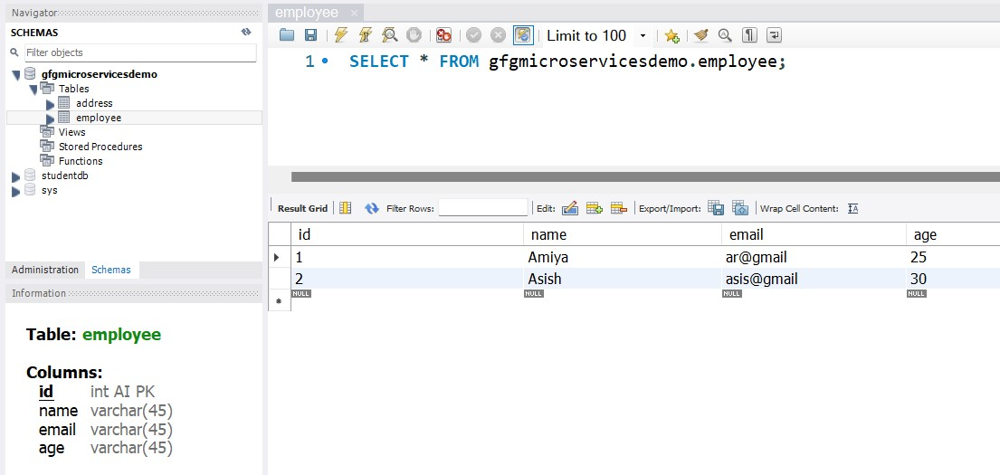 Navigator
SCHEMAS
Filter objects
gfgmicroservicesdemo
Tables
address
employee
Views
Stored Procedures
Functions
studentdb
sys
Administration Schemas
Information
Table: employee
Columns:
id int AI PK
name varchar(45)
email varchar(45)
age varchar(45)
employee ×
Limit to 100
1 SELECT * FROM gfgmicroservicesdemo.employee;
Result Grid Filter Rows: Edit: Export/Import: Wrap Cell Content: IA
id name email age
1 Amiya ar@gmail 25
2 Asish asis@gmail 30
* NULL NULL NULL NULL